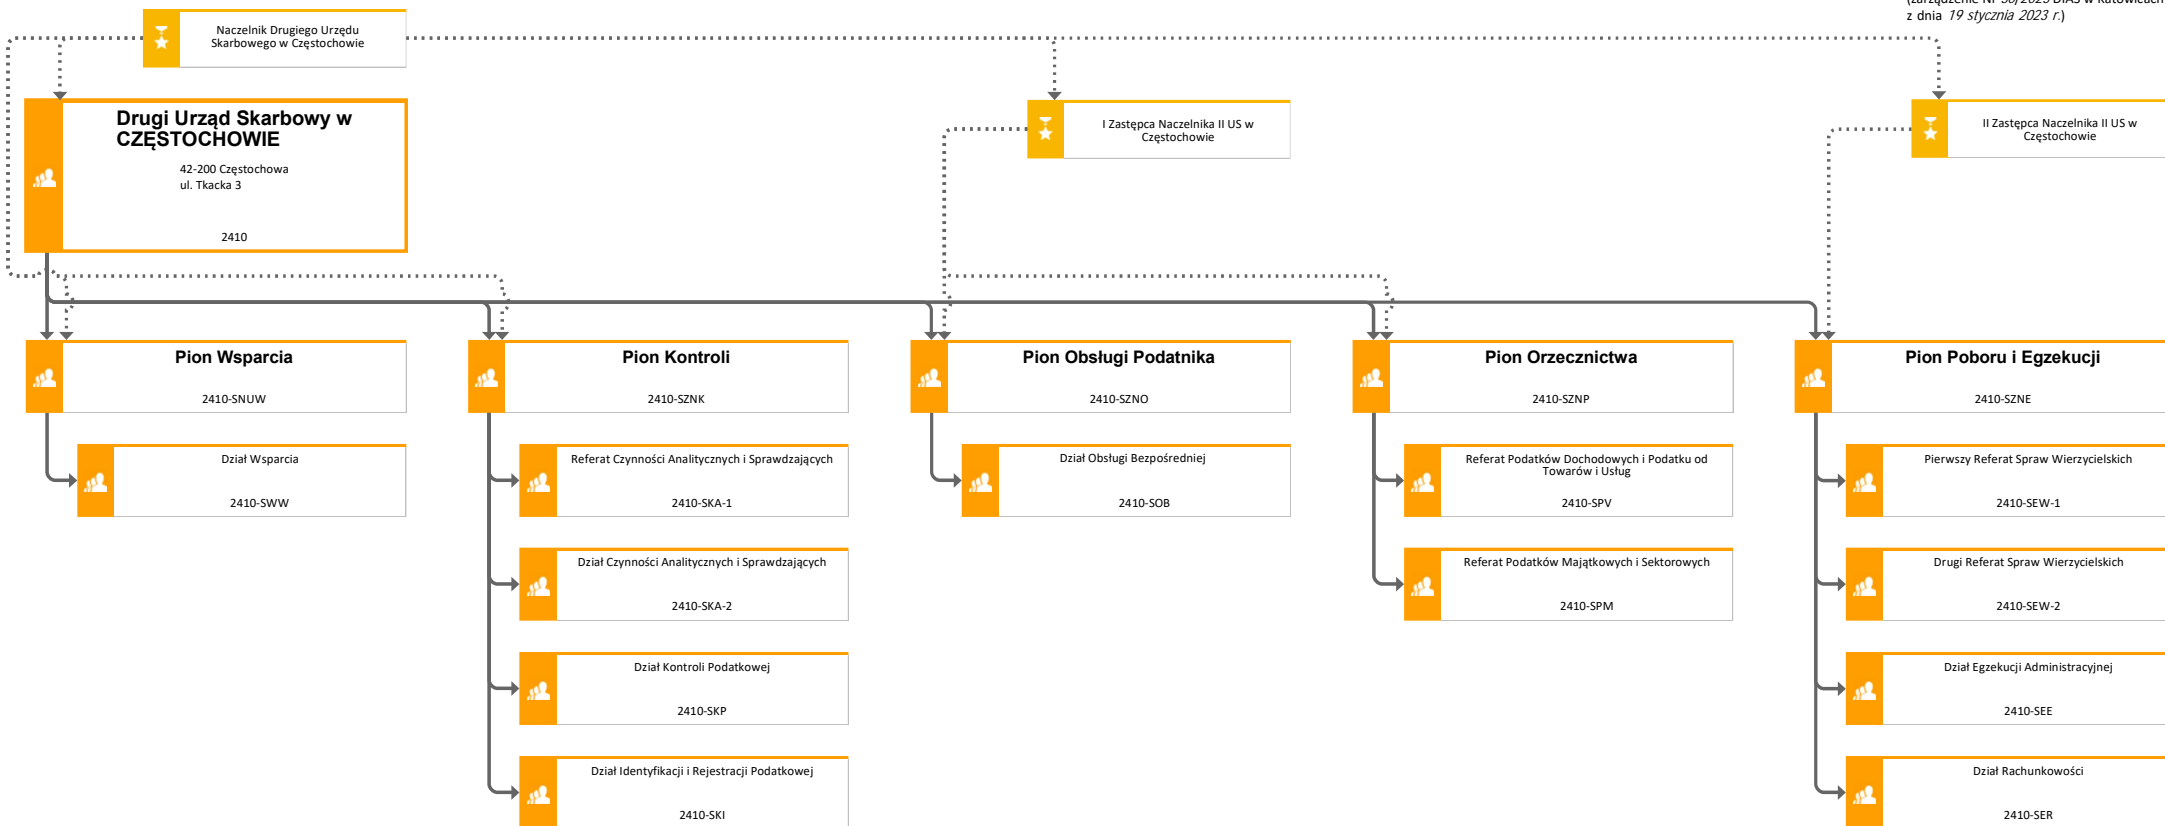 (zarządzenie Nr 30/2023 DIAS w Katowicach
z dnia 19 stycznia 2023 r.)
Naczelnik Drugiego Urzędu
Skarbowego w Częstochowie
Drugi Urząd Skarbowy w
CZĘSTOCHOWIE
42-200 Częstochowa
ul. Tkacka 3
2410
I Zastępca Naczelnika II US w
Częstochowie
II Zastępca Naczelnika II US w
Częstochowie
Pion Wsparcia
2410-SNUW
Dział Wsparcia
2410-SWW
Pion Kontroli
2410-SZNK
Referat Czynności Analitycznych i Sprawdzających
2410-SKA-1
Dział Czynności Analitycznych i Sprawdzających
2410-SKA-2
Dział Kontroli Podatkowej
2410-SKP
Dział Identyfikacji i Rejestracji Podatkowej
2410-SKI
Pion Obsługi Podatnika
2410-SZNO
Dział Obsługi Bezpośredniej
2410-SOB
Pion Orzecznictwa
2410-SZNP
Referat Podatków Dochodowych i Podatku od
Towarów i Usług
2410-SPV
Referat Podatków Majątkowych i Sektorowych
2410-SPM
Pion Poboru i Egzekucji
2410-SZNE
Pierwszy Referat Spraw Wierzycielskich
2410-SEW-1
Drugi Referat Spraw Wierzycielskich
2410-SEW-2
Dział Egzekucji Administracyjnej
2410-SEE
Dział Rachunkowości
2410-SER